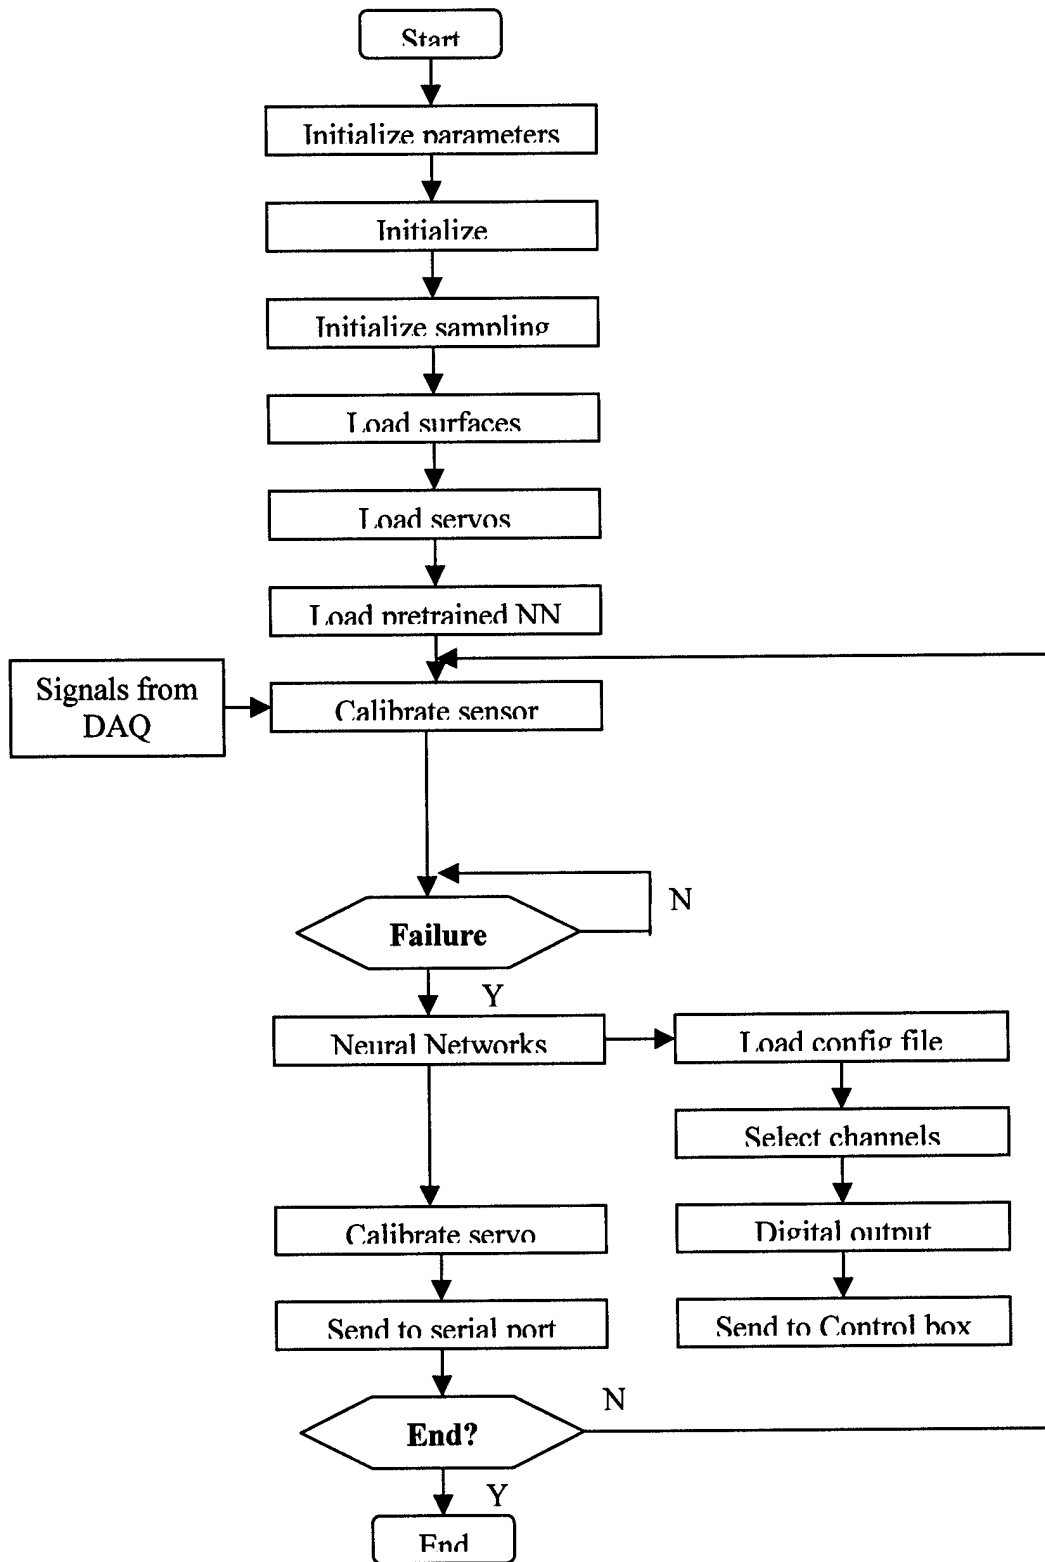 Start
Initialize parameters
Initialize
Initialize sampling
Load surfaces
Load servos
Load pretrained NN
Signals from
DAQ
Calibrate sensor
N
Failure
Y
Neural Networks
Load config file
Select channels
Calibrate servo
Digital output
Send to serial port
Send to Control box
N
End?
Y
End